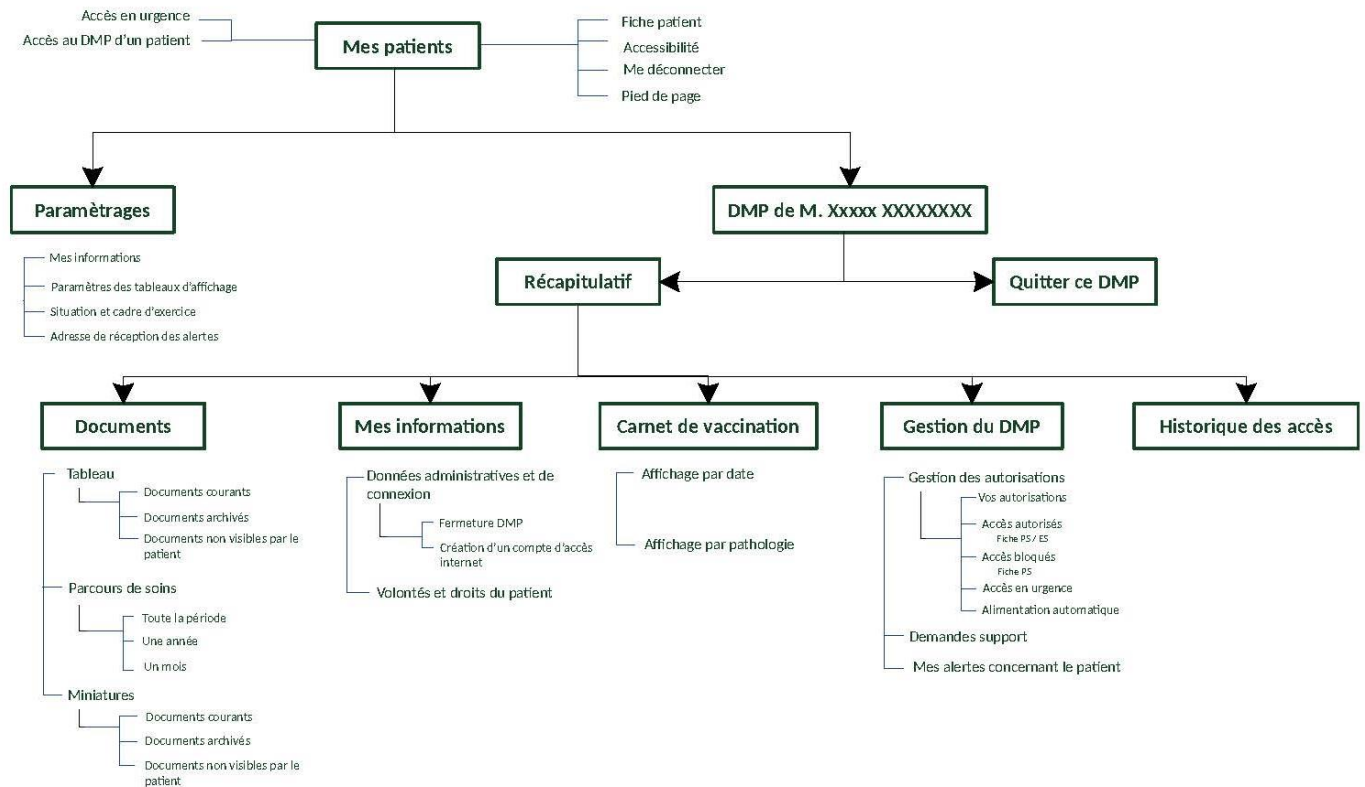 Accès en urgence
Accès au DMP d'un patient
Mes patients
Fiche patient
Accessibilité
Me déconnecter
Pied de page
Paramètrages
Mes informations
Paramètres des tableaux d'affichage
Situation et cadre d'exercice
Adresse de réception des alertes
DMP de M. Xxxxx XXXXXXXX
Récapitulatif
Quitter ce DMP
Documents
Tableau
Documents courants
Documents archivés
Documents non visibles par le
patient
Parcours de soins
Toute la période
Une année
Un mois
Miniatures
Documents courants
Documents archivés
Documents non visibles par le
patient
Mes informations
Données administratives et de
connexion
Fermeture DMP
Création d'un compte d'accès
internet
Volontés et droits du patient
Carnet de vaccination
Affichage par date
Affichage par pathologie
Gestion du DMP
Gestion des autorisations
Vos autorisations
Accès autorisés
Fiche PS / ES
Accès bloqués
Fiche PS
Accès en urgence
Alimentation automatique
Demandes support
Mes alertes concernant le patient
Historique des accès